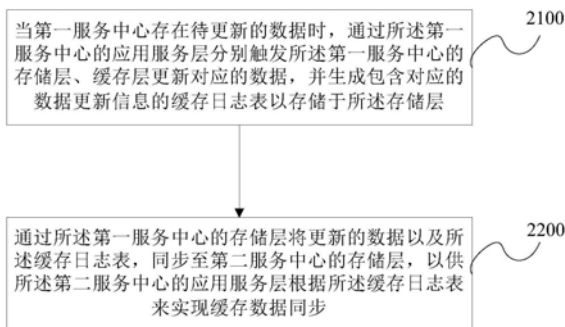 当第一服务中心存在待更新的数据时，通过所述第一
服务中心的应用服务层分别触发所述第一服务中心的
存储层、缓存层更新对应的数据，并生成包含对应的
数据更新信息的缓存日志表以存储于所述存储层
2100
通过所述第一服务中心的存储层将更新的数据以及所
述缓存日志表，同步至第二服务中心的存储层，以供
所述第二服务中心的应用服务层根据所述缓存日志表
来实现缓存数据同步
2200